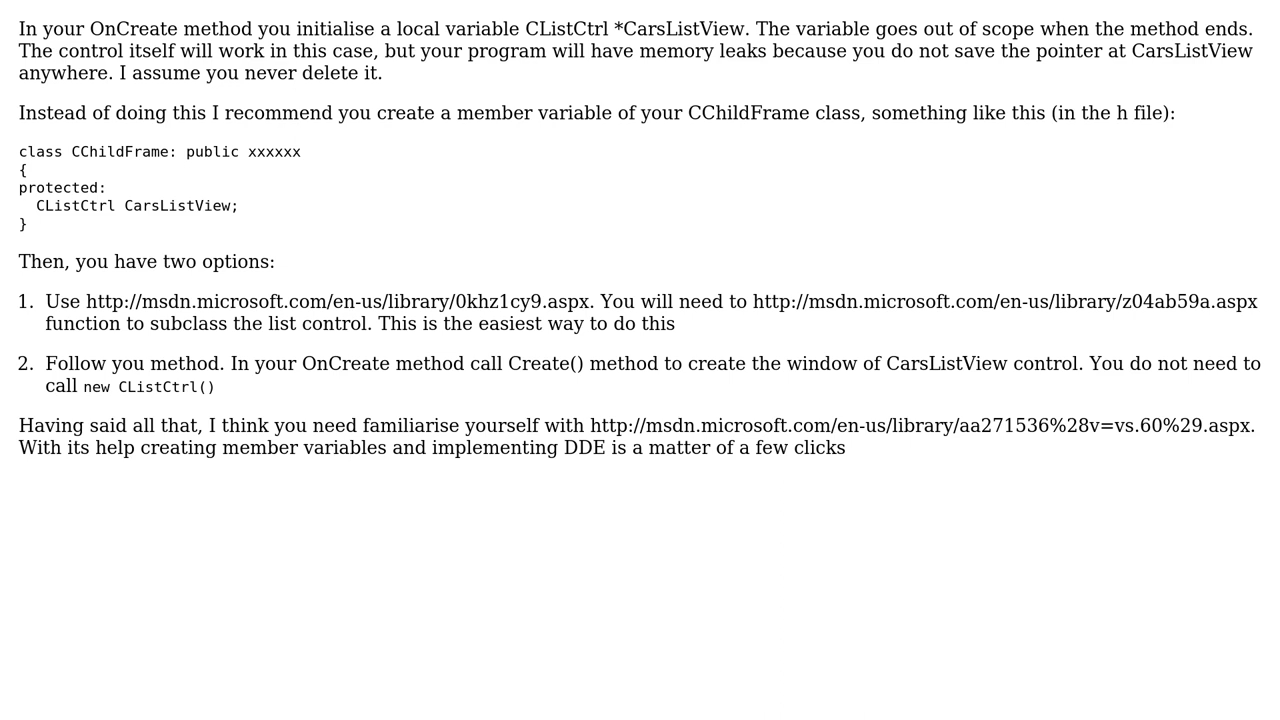 In your OnCreate method you initialise a local variable CListCtrl *CarsListView. The variable goes out of scope when the method ends.
The control itself will work in this case, but your program will have memory leaks because you do not save the pointer at CarsListView
anywhere. I assume you never delete it.
Instead of doing this I recommend you create a member variable of your CChildFrame class, something like this (in the h file):
class CChildFrame: public xxxxxx
{
protected:
  CListCtrl CarsListView;
}
Then, you have two options:
1. Use http://msdn.microsoft.com/en-us/library/0khz1cy9.aspx. You will need to http://msdn.microsoft.com/en-us/library/z04ab59a.aspx
function to subclass the list control. This is the easiest way to do this
2. Follow you method. In your OnCreate method call Create() method to create the window of CarsListView control. You do not need to
call new CListCtrl()
Having said all that, I think you need familiarise yourself with http://msdn.microsoft.com/en-us/library/aa271536%28v=vs.60%29.aspx.
With its help creating member variables and implementing DDE is a matter of a few clicks